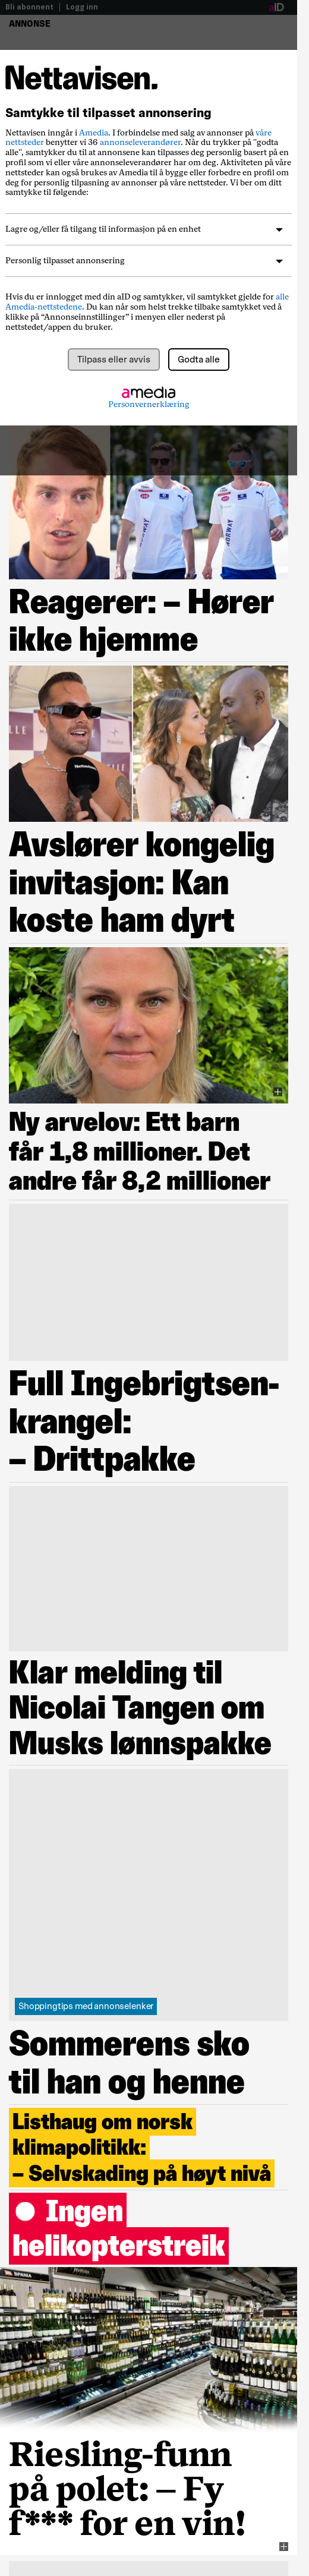 Bli abonnent | Logg inn
aID
ANNONSE
Nettavisen.
Samtykke til tilpasset annonsering
Nettavisen inngår i Amedia. I forbindelse med salg av annonser på våre
nettsteder benytter vi 36 annonseleverandører. Når du trykker på "godta
alle", samtykker du til at annonsene kan tilpasses deg personlig basert på en
profil som vi eller våre annonseleverandører har om deg. Aktiviteten på våre
nettsteder kan også brukes av Amedia til å bygge eller forbedre en profil om
deg for personlig tilpasning av annonser på våre nettsteder. Vi ber om ditt
samtykke til følgende:
Lagre og/eller få tilgang til informasjon på en enhet
Personlig tilpasset annonsering
Hvis du er innlogget med din aID og samtykker, vil samtykket gjelde for alle
Amedia-nettstedene. Du kan når som helst trekke tilbake samtykket ved å
klikke på “Annonseinnstillinger” i menyen eller nederst på
nettstedet/appen du bruker.
Tilpass eller avvis
Godta alle
amedia
Personvernerklæring
NORWAY
Reagerer: – Hører
ikke hjemme
Nettavisen
Avslører kongelig
invitasjon: Kan
koste ham dyrt
Ny arvelov: Ett barn
får 1,8 millioner. Det
andre får 8,2 millioner
Full Ingebrigtsen-
krangel:
– Drittpakke
Klar melding til
Nicolai Tangen om
Musks lønnspakke
Shoppingtips med annonselenker
Sommerens sko
til han og henne
Listhaug om norsk
klimapolitikk:
– Selvskading på høyt nivå
Ingen
helikopterstreik
SPANIA
Riesling-funn
på polet: – Fy
f*** for en vin!